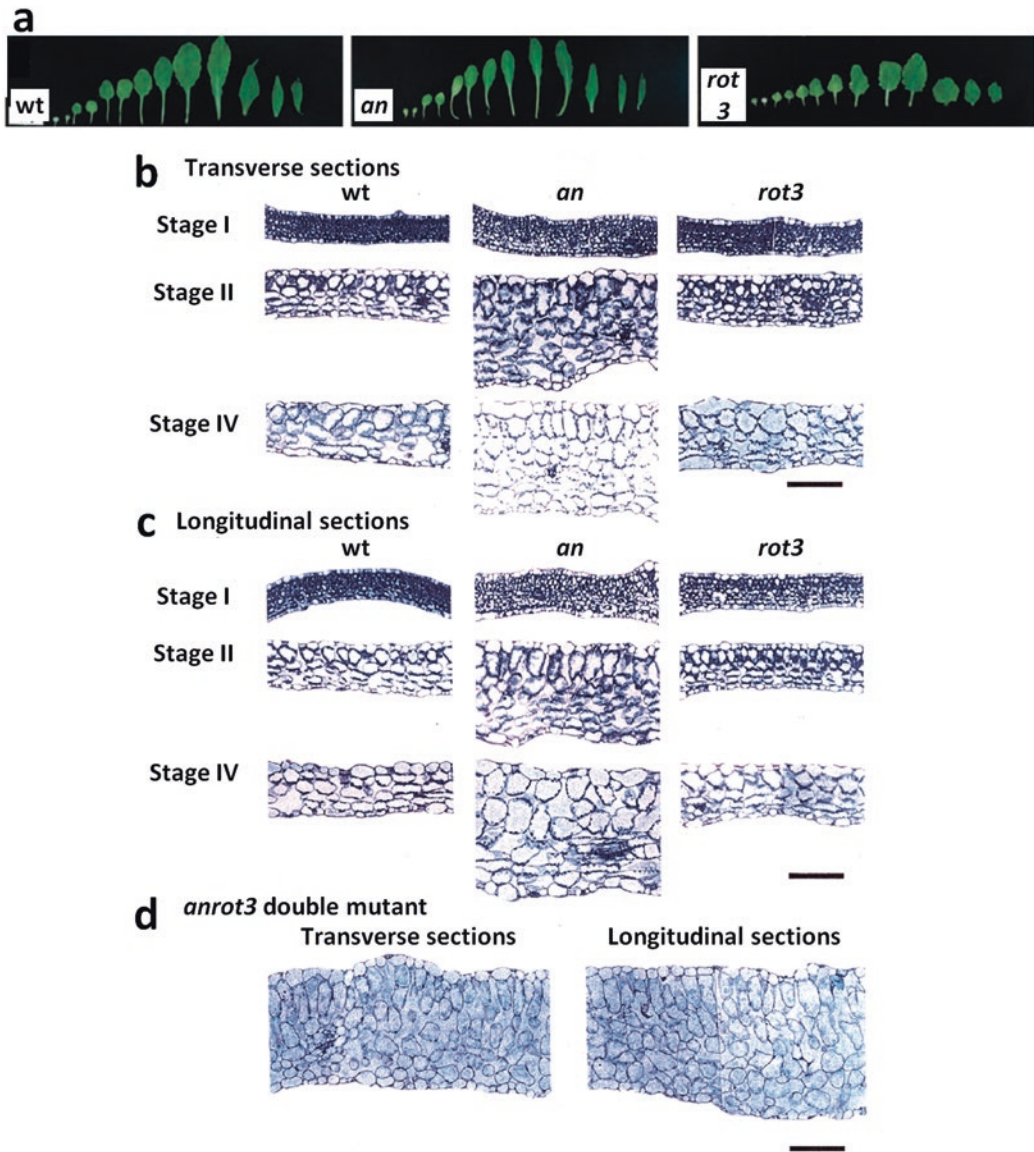 a
wt
an
rot
3
b Transverse sections
wt an rot3
Stage I
Stage II
Stage IV
c Longitudinal sections
wt an rot3
Stage I
Stage II
Stage IV
d anrot3 double mutant
Transverse sections Longitudinal sections